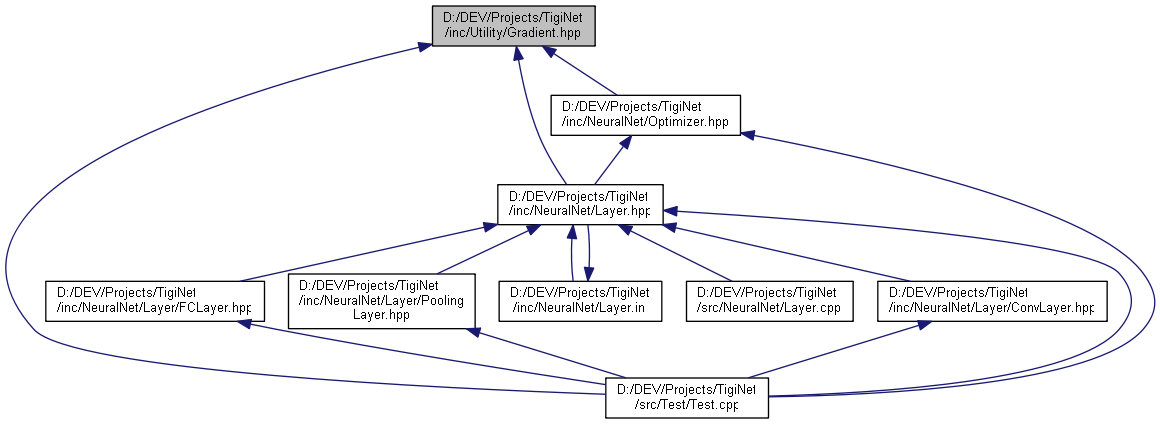 D:/DEV/Projects/TigiNet
/inc/Utility/Gradient.hpp
D:/DEV/Projects/TigiNet
/inc/NeuralNet/Optimizer.hpp
D:/DEV/Projects/TigiNet
/inc/NeuralNet/Layer.hpp
D:/DEV/Projects/TigiNet
/inc/NeuralNet/Layer/FCLayer.hpp
D:/DEV/Projects/TigiNet
/inc/NeuralNet/Layer/Pooling
Layer.hpp
D:/DEV/Projects/TigiNet
/inc/NeuralNet/Layer.inl
D:/DEV/Projects/TigiNet
/src/NeuralNet/Layer.cpp
D:/DEV/Projects/TigiNet
/inc/NeuralNet/Layer/ConvLayer.hpp
D:/DEV/Projects/TigiNet
/src/Test/Test.cpp